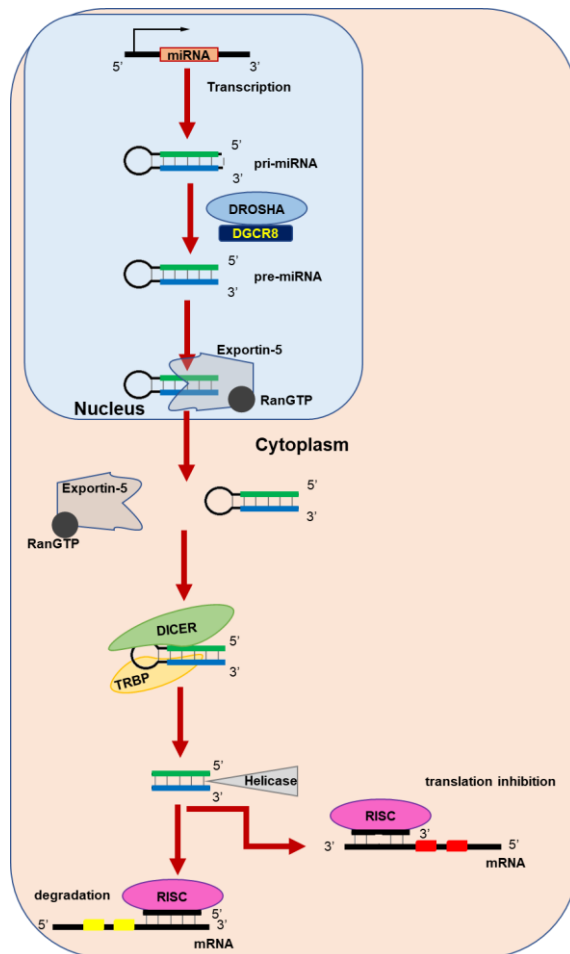 miRNA
5’ 3’
Transcription
5’
pri-miRNA
3’
DROSHA
DGCR8
5’
pre-miRNA
3’
Exportin-5
RanGTP
Nucleus
Cytoplasm
Exportin-5
5’
3’
RanGTP
DICER
5’
TRBP
3’
5’
Helicase
3’
translation inhibition
RISC
3’
3’ 5’
mRNA
degradation
RISC
5’
5’ 3’
mRNA